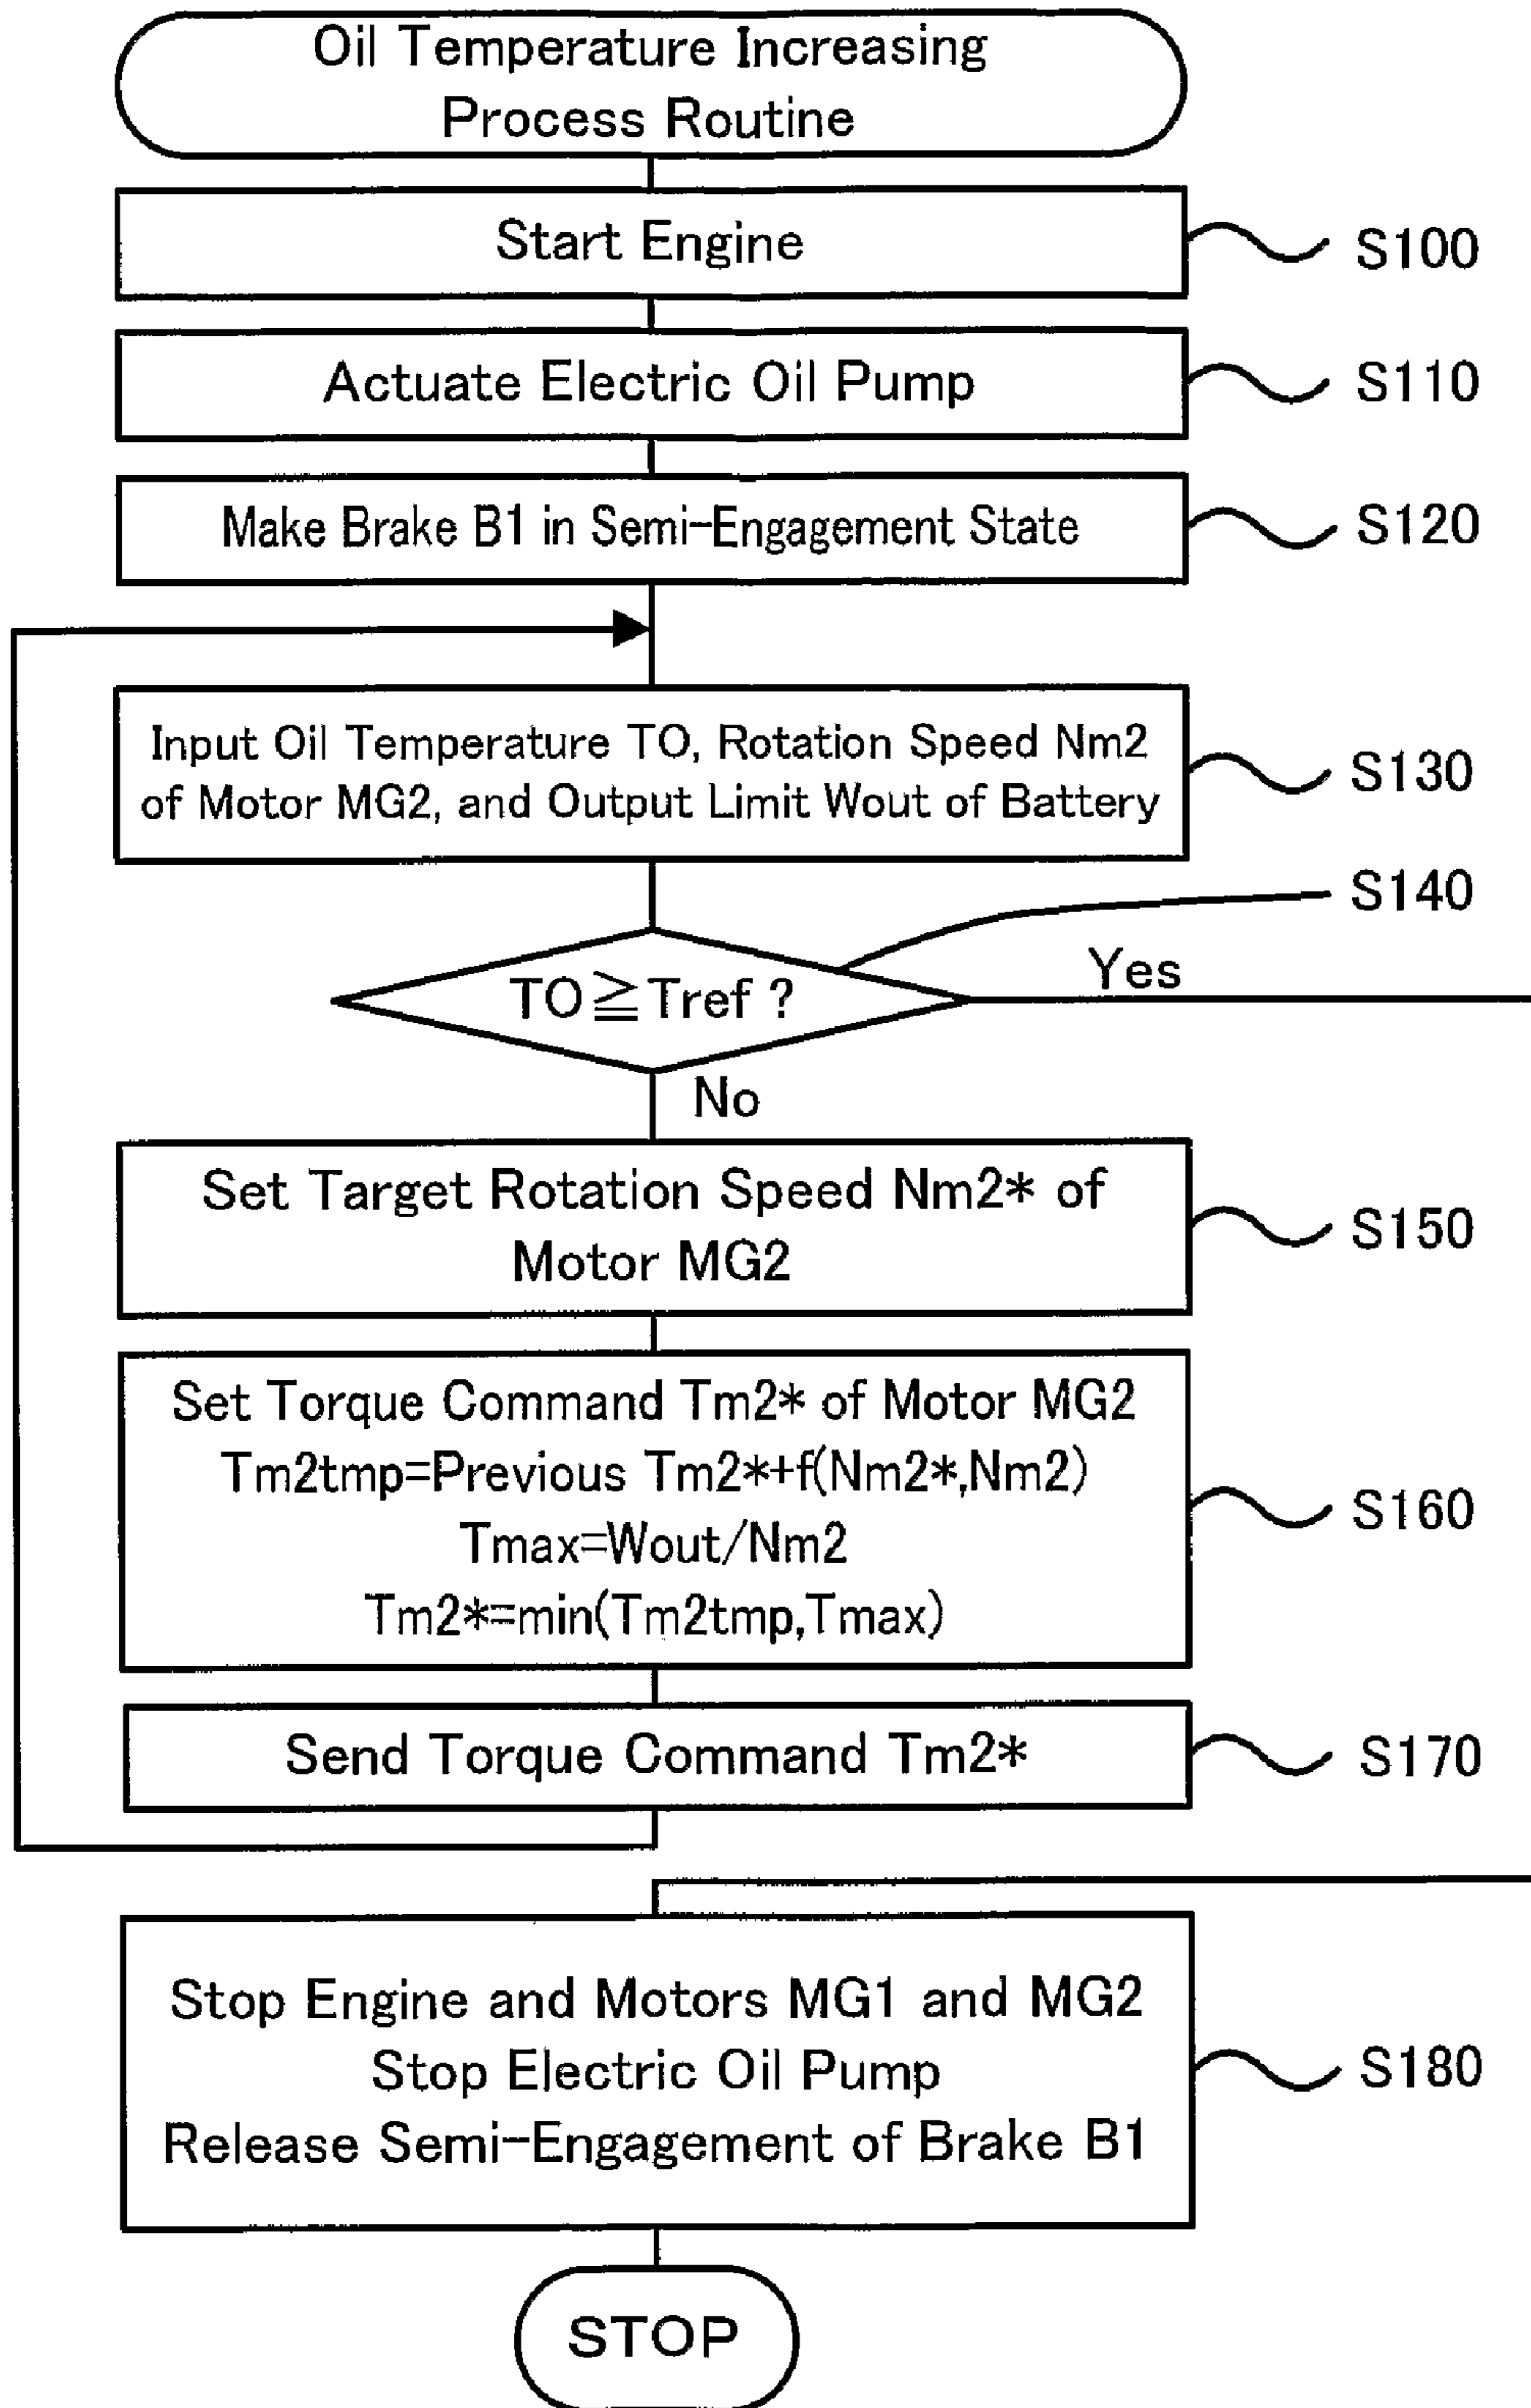 Oil Temperature Increasing
Process Routine
Start Engine
S100
Actuate Electric Oil Pump
S110
Make Brake B1 in Semi-Engagement State
S120
Input Oil Temperature TO, Rotation Speed Nm2
of Motor MG2, and Output Limit Wout of Battery
S130
S140
TO≧Tref ?
Yes
No
Set Target Rotation Speed Nm2* of
Motor MG2
S150
Set Torque Command Tm2* of Motor MG2
Tm2tmp=Previous Tm2*+f(Nm2*,Nm2)
Tmax=Wout/Nm2
Tm2*=min(Tm2tmp,Tmax)
S160
Send Torque Command Tm2*
S170
Stop Engine and Motors MG1 and MG2
Stop Electric Oil Pump
Release Semi-Engagement of Brake B1
S180
STOP